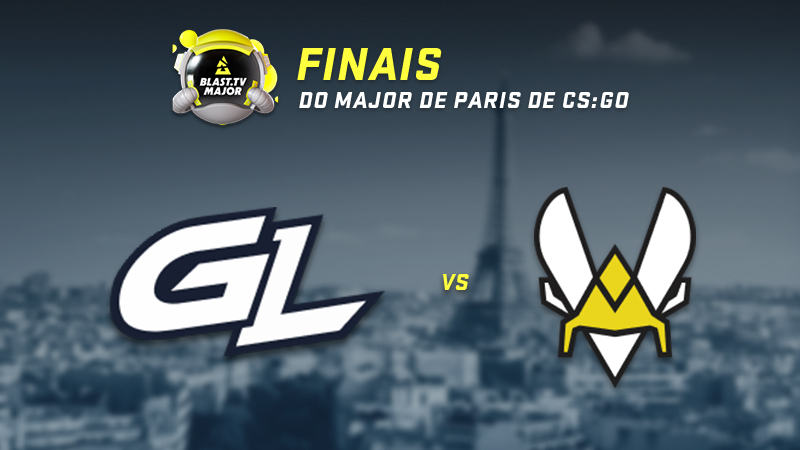 BLAST.TV
MAJOR
FINAIS
DO MAJOR DE PARIS DE CS:GO
GL
VS